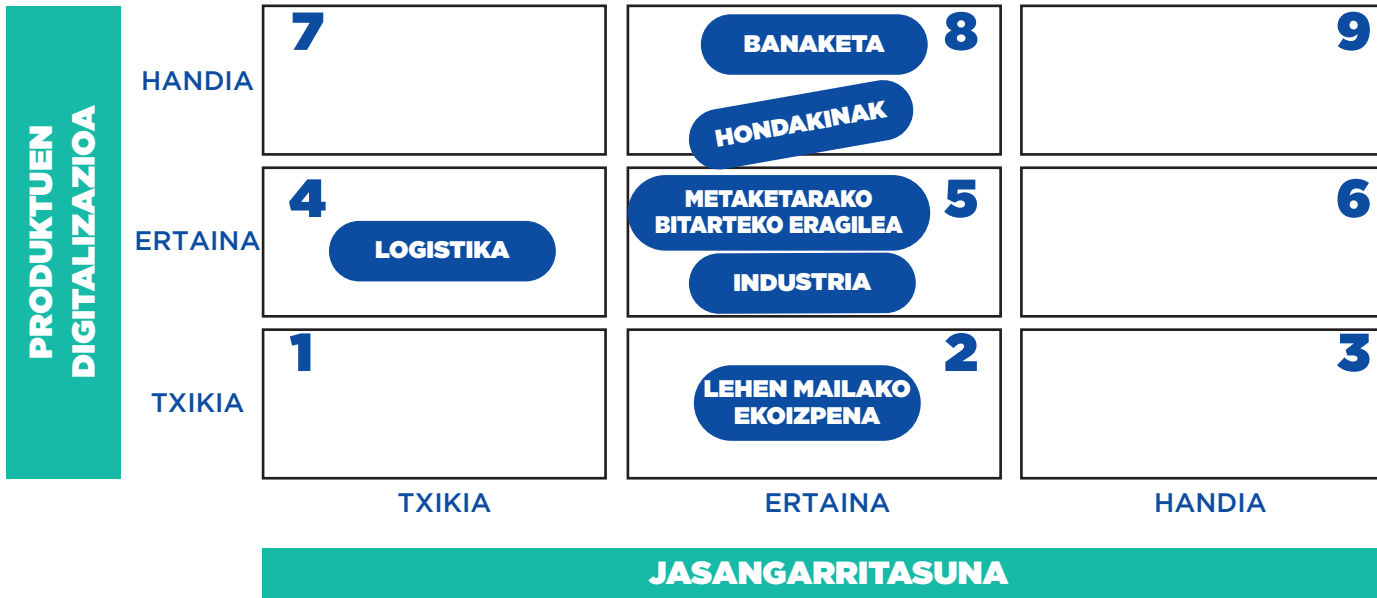 PRODUKTUEN
DIGITALIZAZIOA
HANDIA
7
BANAKETA
8
HONDAKINAK
9
ERTAINA
4
LOGISTIKA
METAKETARAKO
BITARTEKO ERAGILEA
5
INDUSTRIA
6
TXIKIA
1
LEHEN MAILAKO
EKOIZPENA
2
3
TXIKIA
ERTAINA
HANDIA
JASANGARRITASUNA